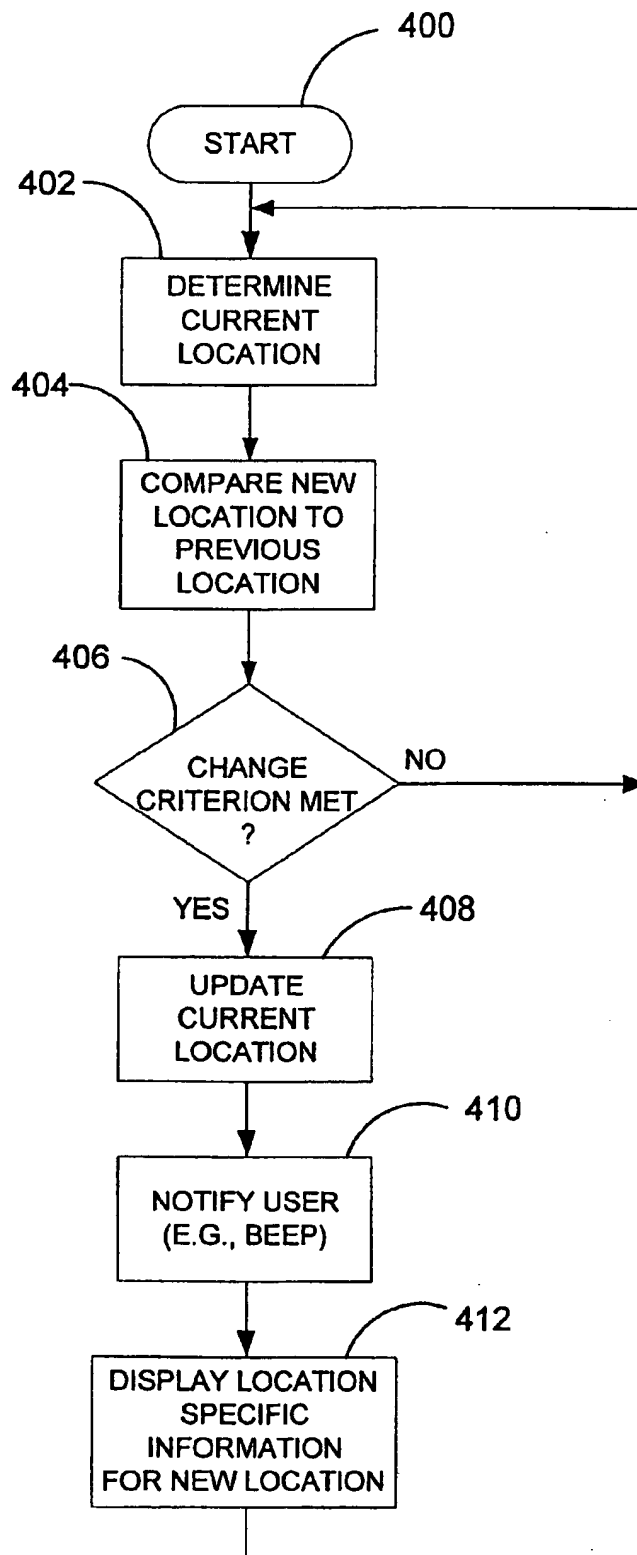 400
START
402
DETERMINE
CURRENT
LOCATION
404
COMPARE NEW
LOCATION TO
PREVIOUS
LOCATION
406
CHANGE
CRITERION MET
?
NO
YES
408
UPDATE
CURRENT
LOCATION
410
NOTIFY USER
(E.G., BEEP)
412
DISPLAY LOCATION
SPECIFIC
INFORMATION
FOR NEW LOCATION